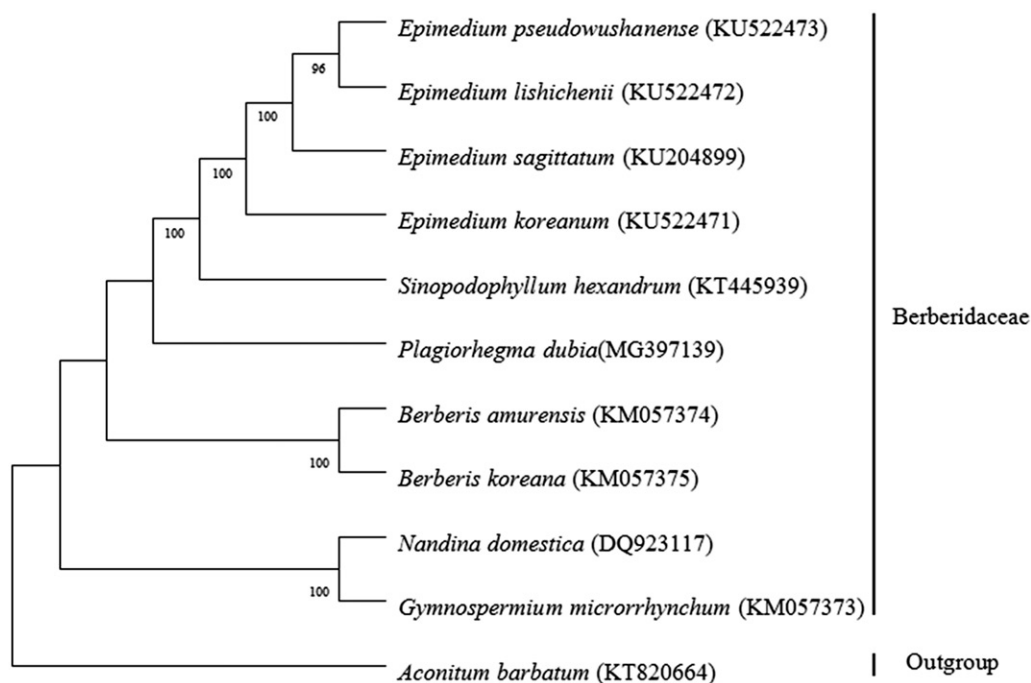 Epimedium pseudowushanense (KU522473)
96
Epimedium lishichenii (KU522472)
100
Epimedium sagittatum (KU204899)
100
Epimedium koreanum (KU522471)
100
Sinopodophyllum hexandrum (KT445939)
Berberidaceae
Plagiorhegma dubia(MG397139)
Berberis amurensis (KM057374)
100
Berberis koreana (KM057375)
Nandina domestica (DQ923117)
100
Gymnospermium microrrhynchum (KM057373)
Aconitum barbatum (KT820664)
Outgroup